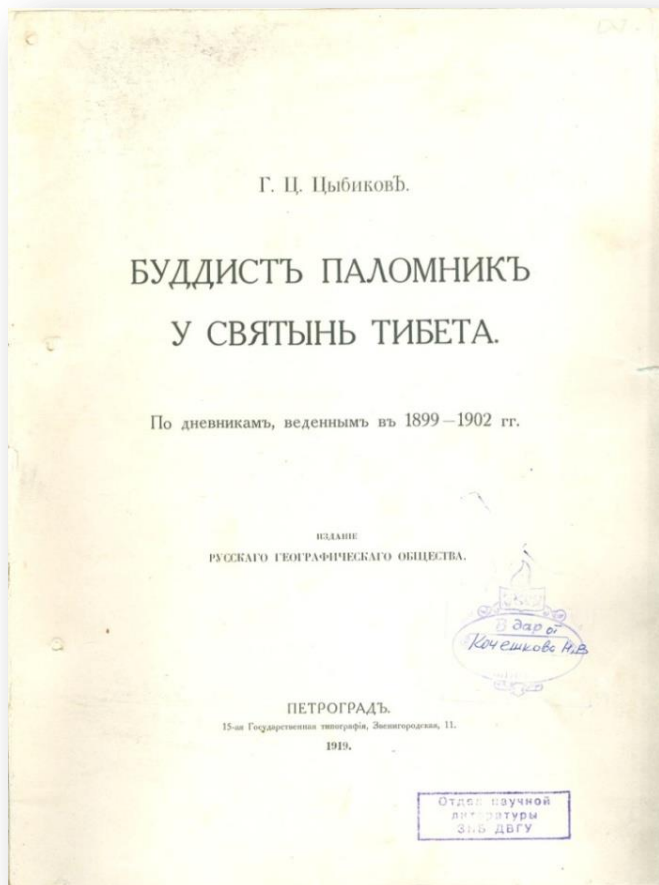 Г. Ц. Цыбиковъ.
БУДДИСТЪ ПАЛОМНИКЪ
У СВЯТЫНЬ ТИБЕТА.
По дневникамъ, веденнымъ въ 1899—1902 гг.
ИЗДАНІЕ
РУССКАГО ГЕОГРАФИЧЕСКАГО ОБЩЕСТВА.
В дар от
Кочешкова Н.В
ПЕТРОГРАДЪ.
15-ая Государственная типографія, Звенигородская, 11.
1919.
Отдел научной
литературы
ЗНБ ДВГУ